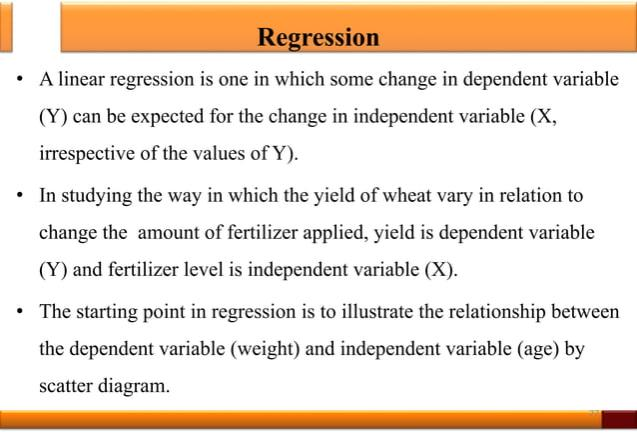 Regression
• A linear regression is one in which some change in dependent variable
(Y) can be expected for the change in independent variable (X,
irrespective of the values of Y).
• In studying the way in which the yield of wheat vary in relation to
change the amount of fertilizer applied, yield is dependent variable
(Y) and fertilizer level is independent variable (X).
• The starting point in regression is to illustrate the relationship between
the dependent variable (weight) and independent variable (age) by
scatter diagram.